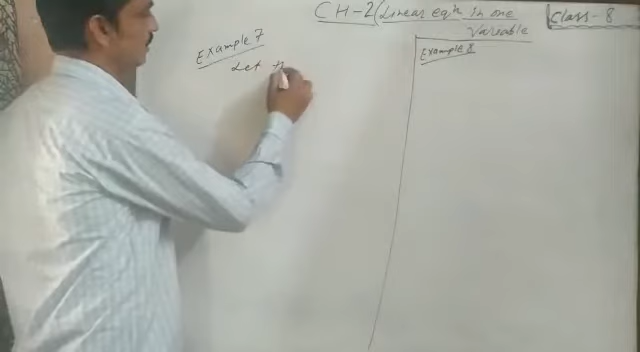 CH-2(Linear eqn in one
Variable
Class-8
Example 7
Let
Example 8